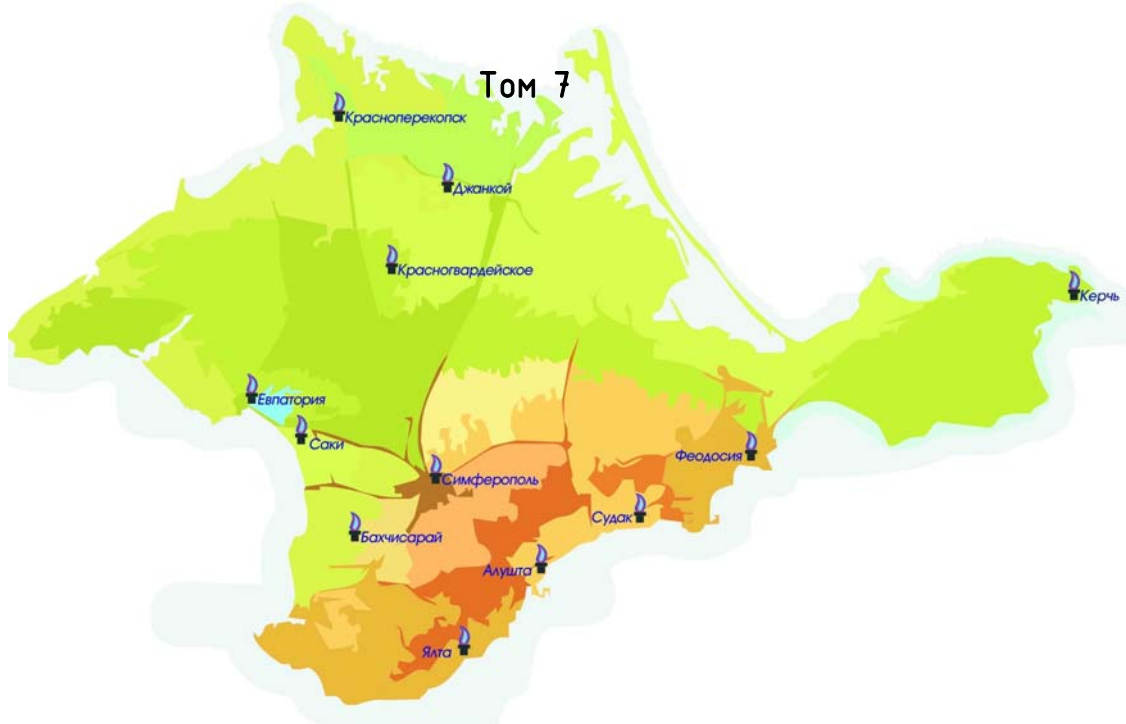 Том 7
Красноперекопск
Джанкой
Красногвардейское
Керчь
Евпатория
Саки
Феодосия
Симферополь
Судак
Бахчисарай
Алушта
Ялта